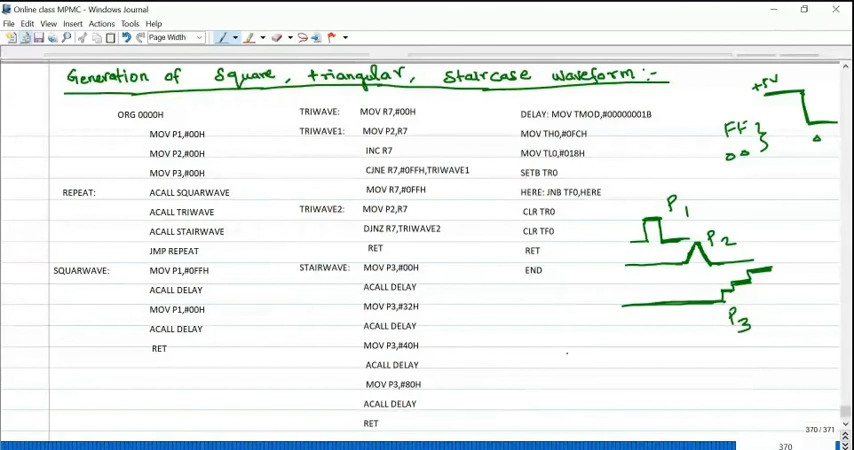 Online class MPMC - Windows Journal
File Edit View Insert Actions Tools Help
Page Width
Generation of Square, triangular, Staircase waveform:-
ORG 0000H
MOV P1,#00H
MOV P2,#00H
MOV P3,#00H
REPEAT: ACALL SQUARWAVE
ACALL TRIWAVE
ACALL STAIRWAVE
JMP REPEAT
SQUARWAVE: MOV P1,#0FFH
ACALL DELAY
MOV P1,#00H
ACALL DELAY
RET
TRIWAVE: MOV R7,#00H
TRIWAVE1: MOV P2,R7
INC R7
CJNE R7,#0FFH,TRIWAVE1
MOV R7,#0FFH
TRIWAVE2: MOV P2,R7
DJNZ R7,TRIWAVE2
RET
STAIRWAVE: MOV P3,#00H
ACALL DELAY
MOV P3,#32H
ACALL DELAY
MOV P3,#40H
ACALL DELAY
MOV P3,#80H
ACALL DELAY
RET
DELAY: MOV TMOD,#00000001B
MOV TH0,#0FCH
MOV TL0,#018H
SETB TR0
HERE: JNB TF0,HERE
CLR TR0
CLR TF0
RET
END
+5V
FF
00
0
P1
P2
P3
370 / 371
370